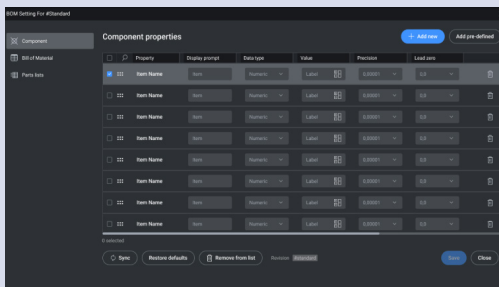 BOM Setting For #Standard
Component
Bill of Material
Parts lists
Component properties
Add new
Add pre-defined
Property Display prompt Data type Value Precision Lead zero
Item Name Item Numeric Label 0,00001 0,0
Item Name Item Numeric Label 0,00001 0,0
Item Name Item Numeric Label 0,00001 0,0
Item Name Item Numeric Label 0,00001 0,0
Item Name Item Numeric Label 0,00001 0,0
Item Name Item Numeric Label 0,00001 0,0
Item Name Item Numeric Label 0,00001 0,0
Item Name Item Numeric Label 0,00001 0,0
0 selected
Sync Restore defaults Remove from list Restore #standard Save Close